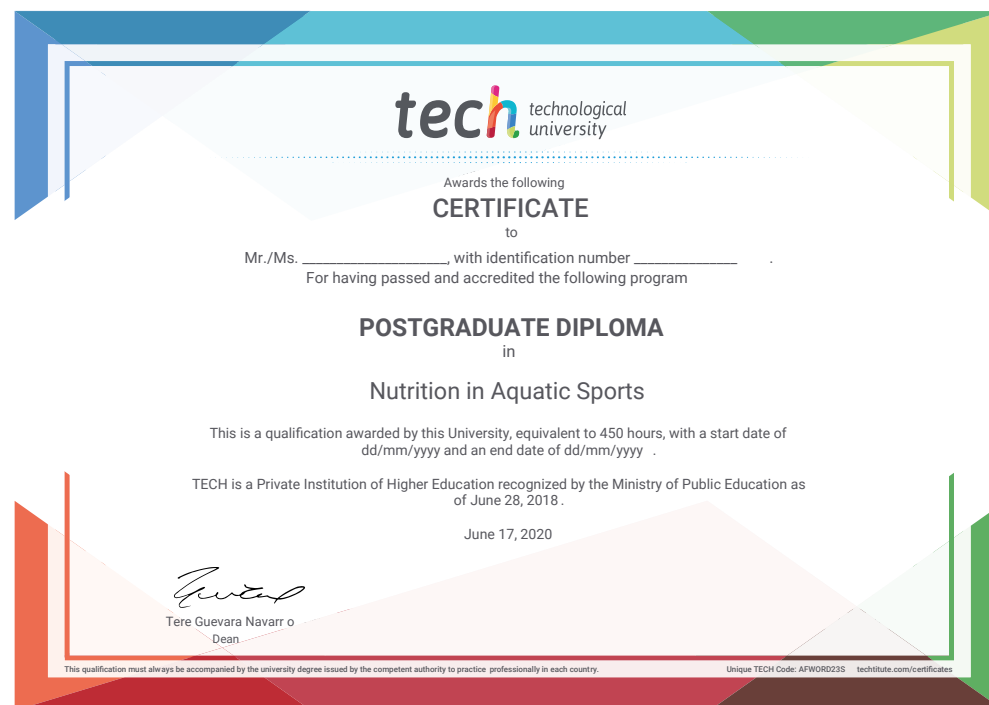 tech technological
university
Awards the following
CERTIFICATE
to
Mr./Ms. _____________________, with identification number _______________ .
For having passed and accredited the following program
POSTGRADUATE DIPLOMA
in
Nutrition in Aquatic Sports
This is a qualification awarded by this University, equivalent to 450 hours, with a start date of
dd/mm/yyyy and an end date of dd/mm/yyyy .
TECH is a Private Institution of Higher Education recognized by the Ministry of Public Education as
of June 28, 2018 .
June 17, 2020
Tere Guevara Navarr o
Dean
This qualification must always be accompanied by the university degree issued by the competent authority to practice professionally in each country.
Unique TECH Code: AFWORD23S techtitute.com/certificates